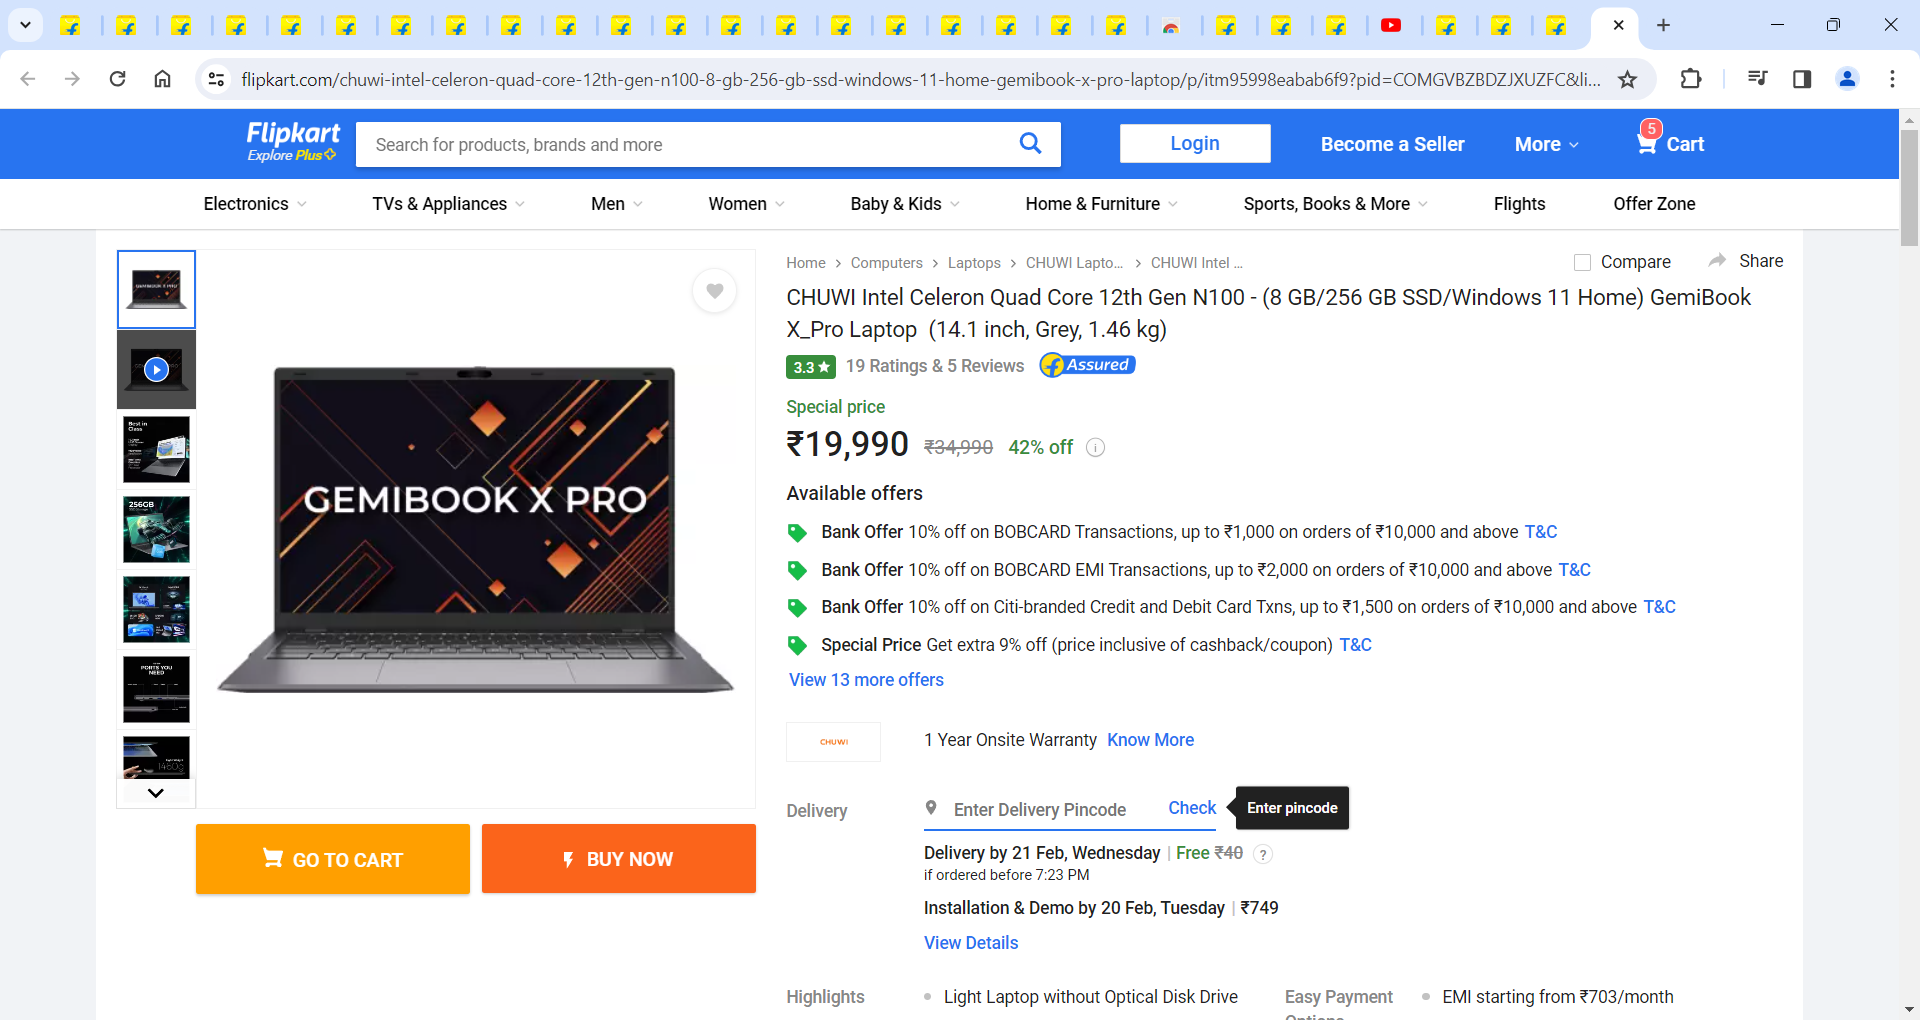 flipkart.com/chuwi-intel-celeron-quad-core-12th-gen-n100-8-gb-256-gb-ssd-windows-11-home-gemibook-x-pro-laptop/p/itm95998eabab6f9?pid=COMGVBZBDZJXUZFC&li...
Flipkart
Explore Plus
Search for products, brands and more
Login
Become a Seller
More
5
Cart
Electronics
TVs & Appliances
Men
Women
Baby & Kids
Home & Furniture
Sports, Books & More
Flights
Offer Zone
Home
Computers
Laptops
CHUWI Lapto...
CHUWI Intel ...
Compare
Share
CHUWI Intel Celeron Quad Core 12th Gen N100 - (8 GB/256 GB SSD/Windows 11 Home) GemiBook
X_Pro Laptop (14.1 inch, Grey, 1.46 kg)
3.3
19 Ratings & 5 Reviews
Assured
Special price
₹19,990 ₹34,990 42% off
Available offers
Bank Offer 10% off on BOBCARD Transactions, up to ₹1,000 on orders of ₹10,000 and above T&C
Bank Offer 10% off on BOBCARD EMI Transactions, up to ₹2,000 on orders of ₹10,000 and above T&C
Bank Offer 10% off on Citi-branded Credit and Debit Card Txns, up to ₹1,500 on orders of ₹10,000 and above T&C
Special Price Get extra 9% off (price inclusive of cashback/coupon) T&C
View 13 more offers
GEMIBOOK X PRO
GEMIBOOK X PRO
Best in
Class
256GB
PORTS YOU
NEED
1460g
CHUWI
1 Year Onsite Warranty Know More
Delivery
Enter Delivery Pincode
Check
Enter pincode
Delivery by 21 Feb, Wednesday | Free ₹40 ?
if ordered before 7:23 PM
Installation & Demo by 20 Feb, Tuesday | ₹749
View Details
GO TO CART
BUY NOW
Highlights
Light Laptop without Optical Disk Drive
Easy Payment
Options
EMI starting from ₹703/month